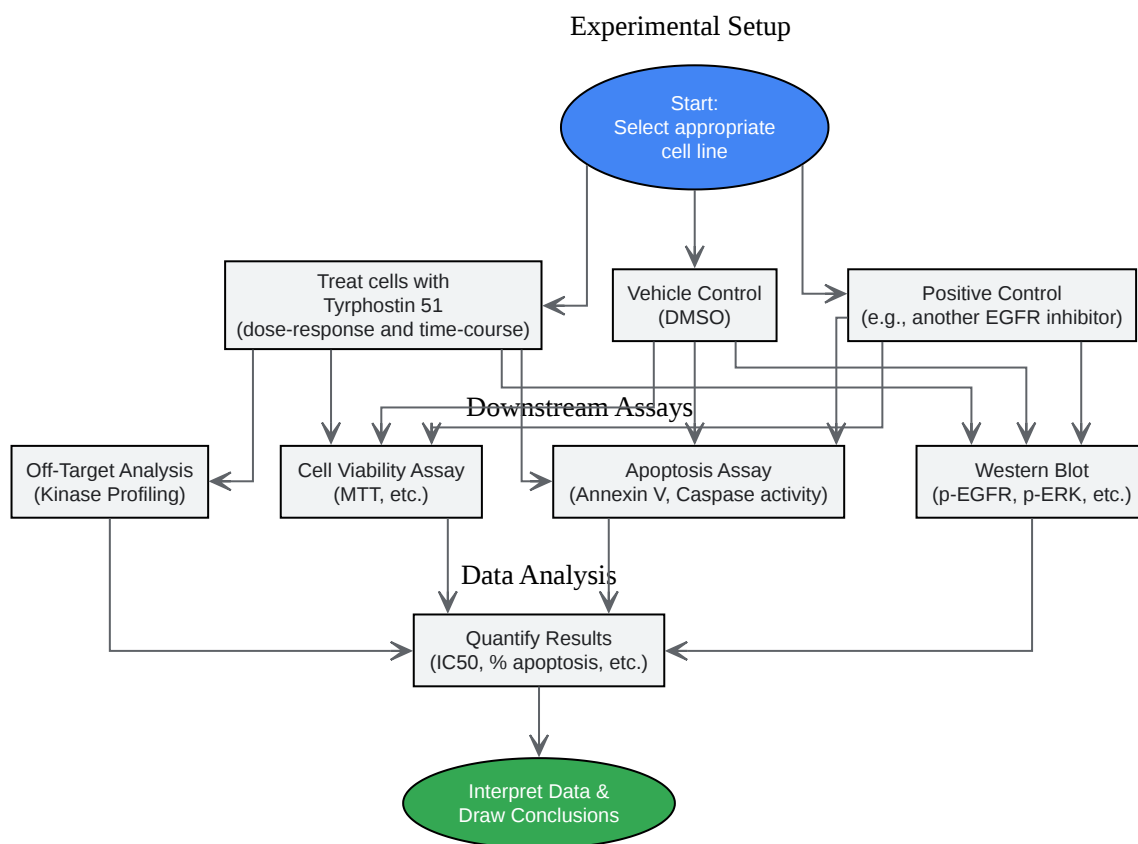 Experimental Setup
Start:
Select appropriate
cell line
Treat cells with
Tyrphostin 51
(dose-response and time-course)
Vehicle Control
(DMSO)
Positive Control
(e.g., another EGFR inhibitor)
Downstream Assays
Off-Target Analysis
(Kinase Profiling)
Cell Viability Assay
(MTT, etc.)
Apoptosis Assay
(Annexin V, Caspase activity)
Western Blot
(p-EGFR, p-ERK, etc.)
Data Analysis
Quantify Results
(IC50, % apoptosis, etc.)
Interpret Data &
Draw Conclusions